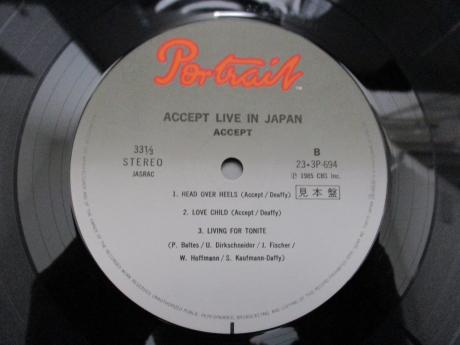 Portrait
TM
ACCEPT LIVE IN JAPAN
ACCEPT
33⅓
STEREO
JASRAC
B
23・3P-694
Ⓟ 1985 CBS Inc.
1. HEAD OVER HEELS (Accept/Deaffy)
見本盤
2. LOVE CHILD (Accept/Deaffy)
3. LIVING FOR TONITE
(P. Baltes/U. Dirkschneider/J. Fischer/
W. Hoffmann/S. Kaufmann-Daffy)